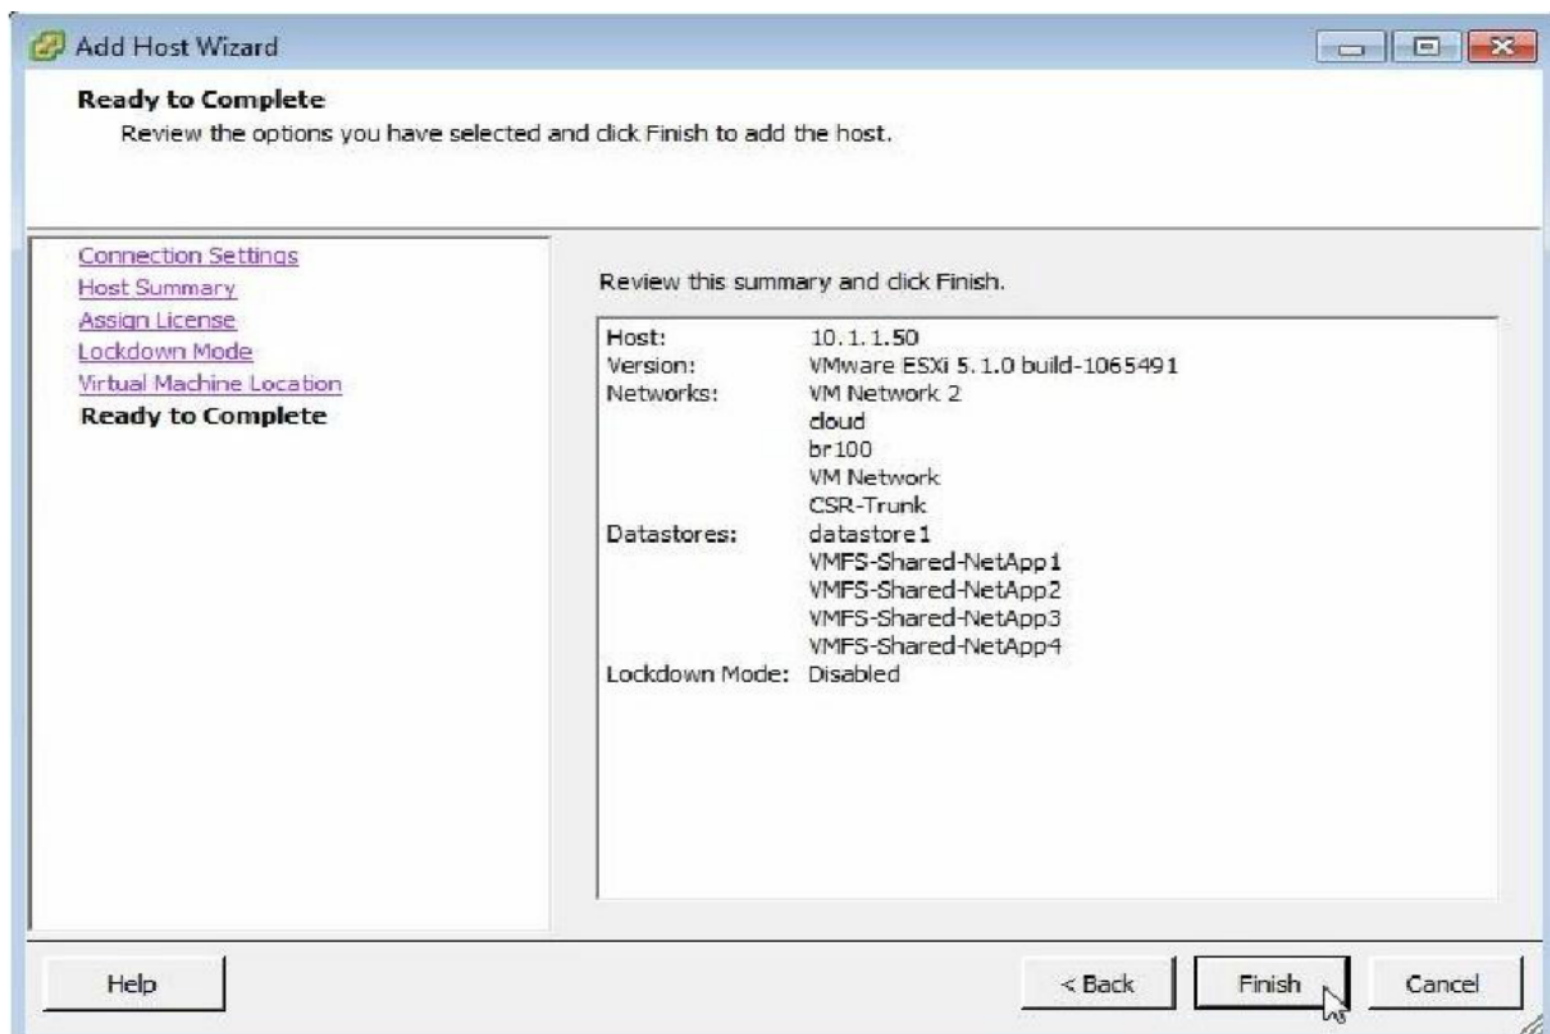 Add Host Wizard
Ready to Complete
Review the options you have selected and click Finish to add the host.
Connection Settings
Host Summary
Assign License
Lockdown Mode
Virtual Machine Location
Ready to Complete
Review this summary and click Finish.
Host: 10.1.1.50
Version: VMware ESXi 5.1.0 build-1065491
Networks: VM Network 2
cloud
br100
VM Network
CSR-Trunk
Datastores: datastore1
VMFS-Shared-NetApp1
VMFS-Shared-NetApp2
VMFS-Shared-NetApp3
VMFS-Shared-NetApp4
Lockdown Mode: Disabled
Help < Back Finish Cancel